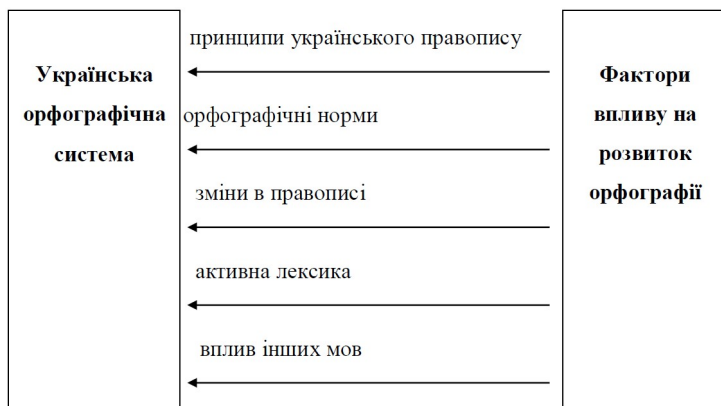 Українська
орфографічна
система
принципи українського правопису
орфографічні норми
зміни в правописі
активна лексика
вплив інших мов
Фактори
впливу на
розвиток
орфографії